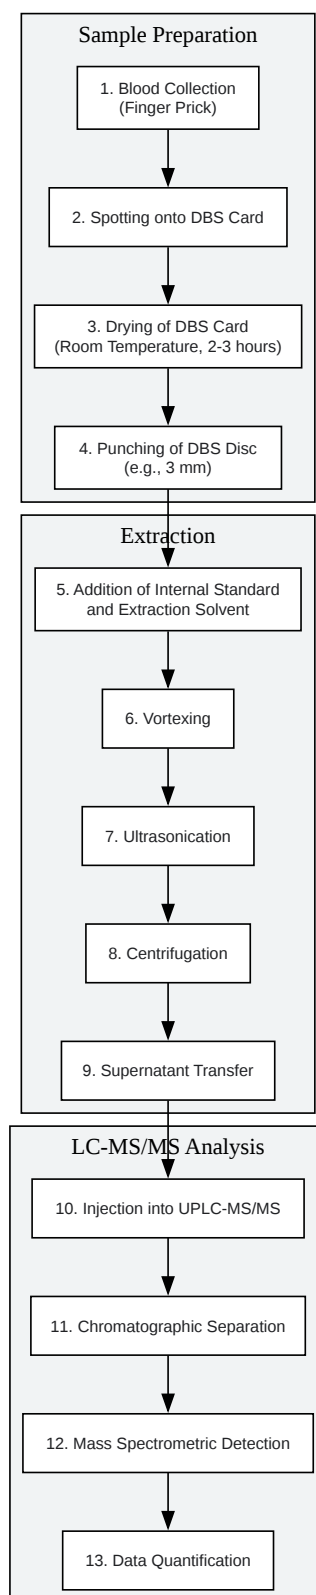 Sample Preparation
1. Blood Collection
(Finger Prick)
2. Spotting onto DBS Card
3. Drying of DBS Card
(Room Temperature, 2-3 hours)
4. Punching of DBS Disc
(e.g., 3 mm)
Extraction
5. Addition of Internal Standard
and Extraction Solvent
6. Vortexing
7. Ultrasonication
8. Centrifugation
9. Supernatant Transfer
LC-MS/MS Analysis
10. Injection into UPLC-MS/MS
11. Chromatographic Separation
12. Mass Spectrometric Detection
13. Data Quantification